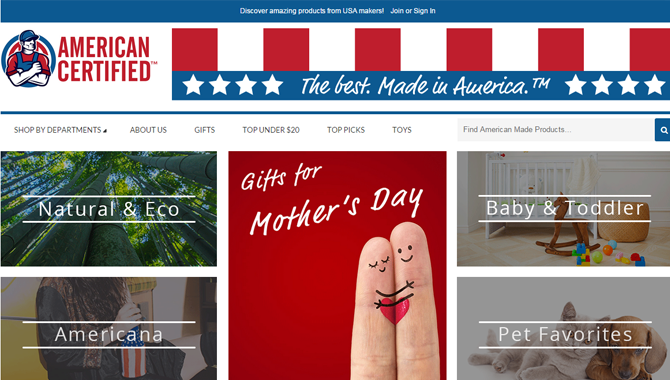 Discover amazing products from USA makers! Join or Sign In
AMERICAN
CERTIFIED™
The best. Made in America.™
SHOP BY DEPARTMENTS
ABOUT US
GIFTS
TOP UNDER $20
TOP PICKS
TOYS
Find American Made Products...
Natural & Eco
Gifts for
Mother's Day
Baby & Toddler
Americana
Pet Favorites